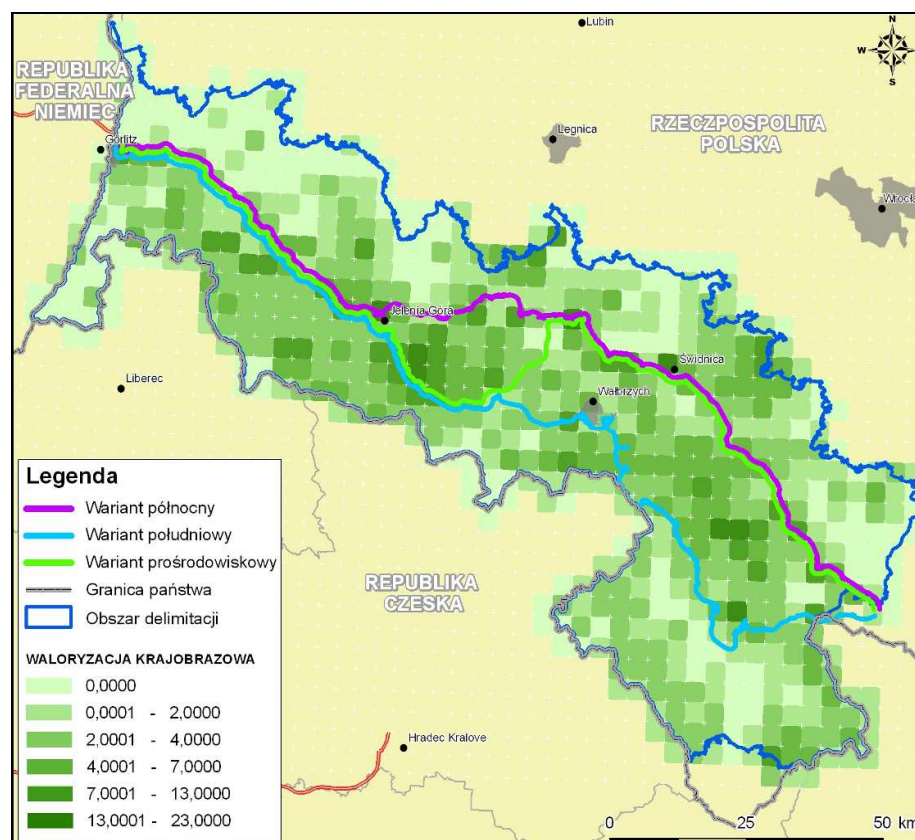 Lubin
N
W E
S
REPUBLIKA
FEDERALNA
NIEMIEC
Görlitz
Legnica
RZECZPOSPOLITA
POLSKA
Wrocła
Jelenia Góra
Świdnica
Liberec
Wałbrzych
Legenda
Wariant północny
Wariant południowy
Wariant prośrodowiskowy
Granica państwa
Obszar delimitacji
REPUBLIKA
CZESKA
WALORYZACJA KRAJOBRAZOWA
0,0000
0,0001 - 2,0000
2,0001 - 4,0000
4,0001 - 7,0000
7,0001 - 13,0000
13,0001 - 23,0000
Hradec Kralove
0 25 50 km